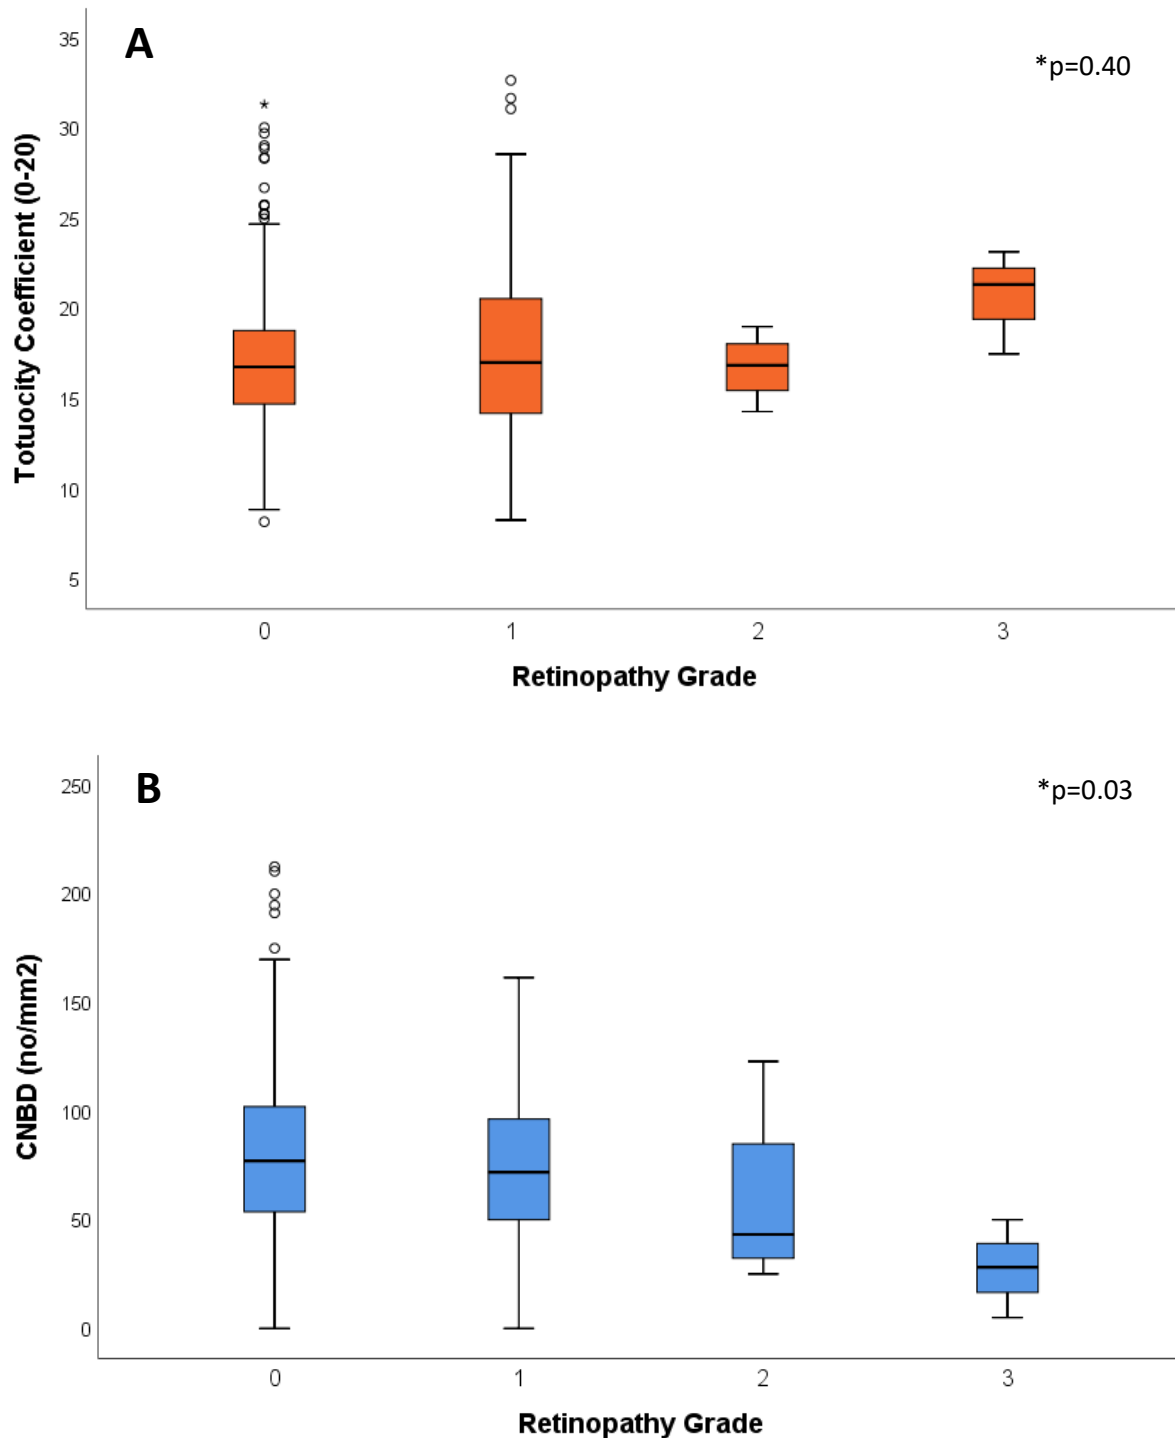 A
*p=0.40
35
30
25
20
15
10
5
Totuocity Coefficient (0-20)
0 1 2 3
Retinopathy Grade
B
*p=0.03
250
200
150
100
50
0
CNBD (no/mm2)
0 1 2 3
Retinopathy Grade